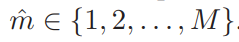 m̂ ∈ {1, 2, . . . , M}.